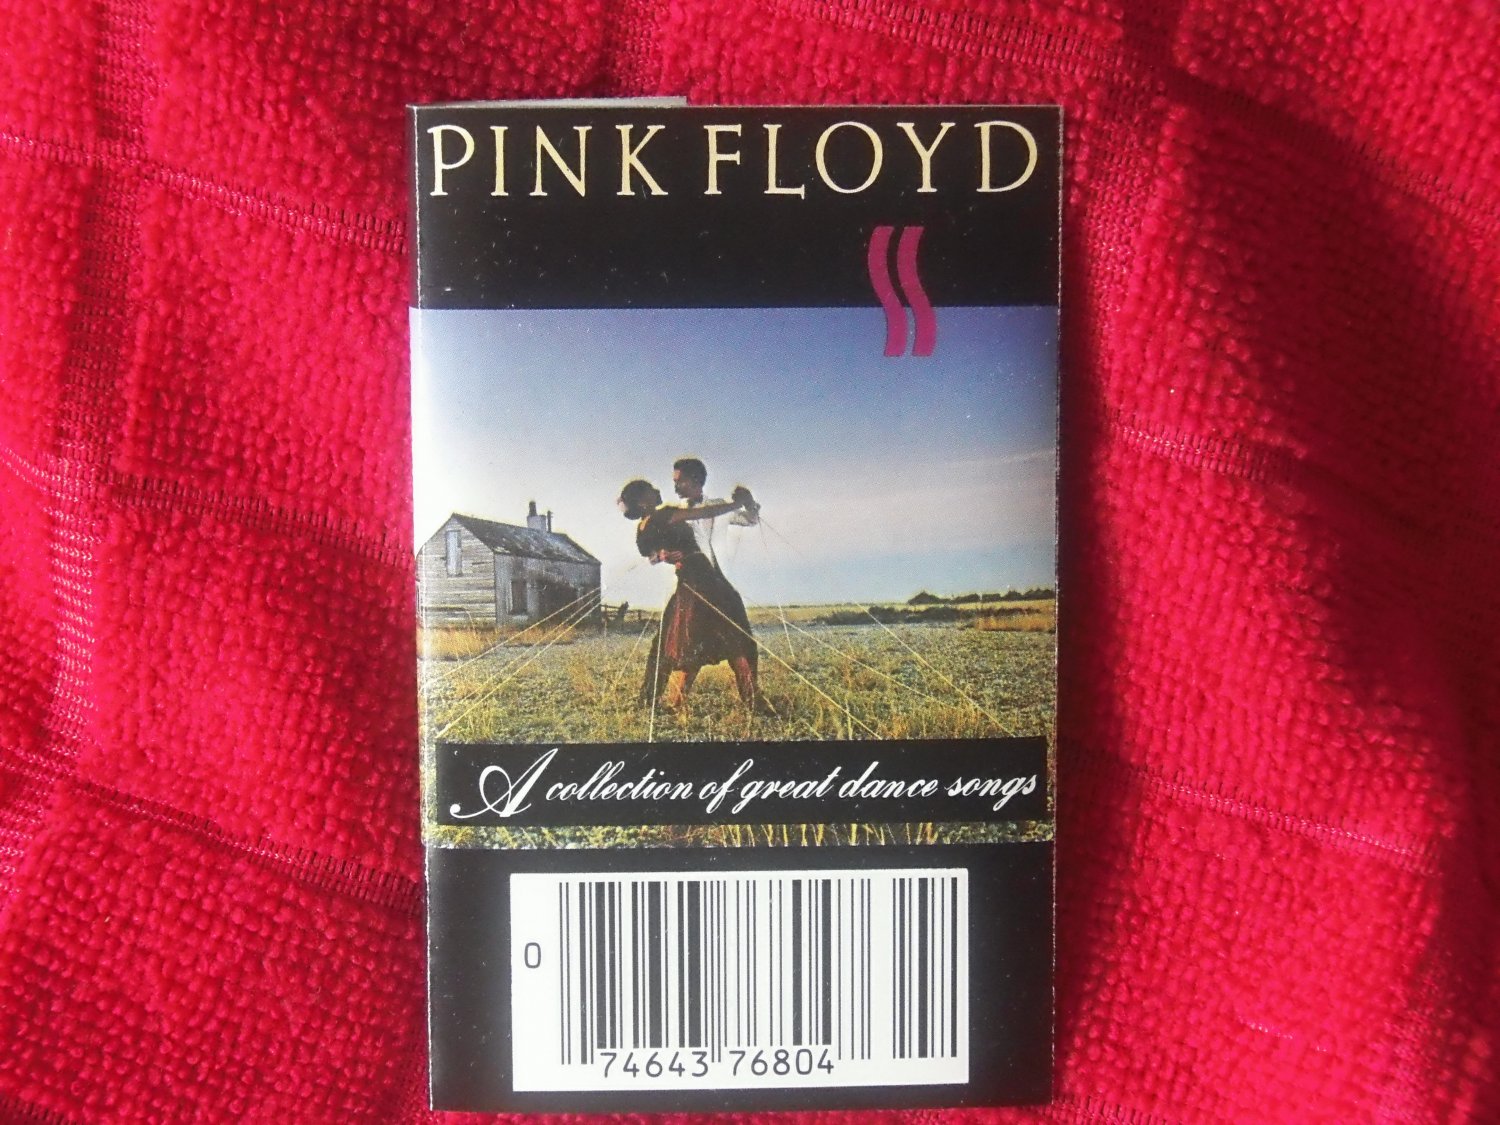 PINK FLOYD
A collection of great dance songs
0
74643 76804